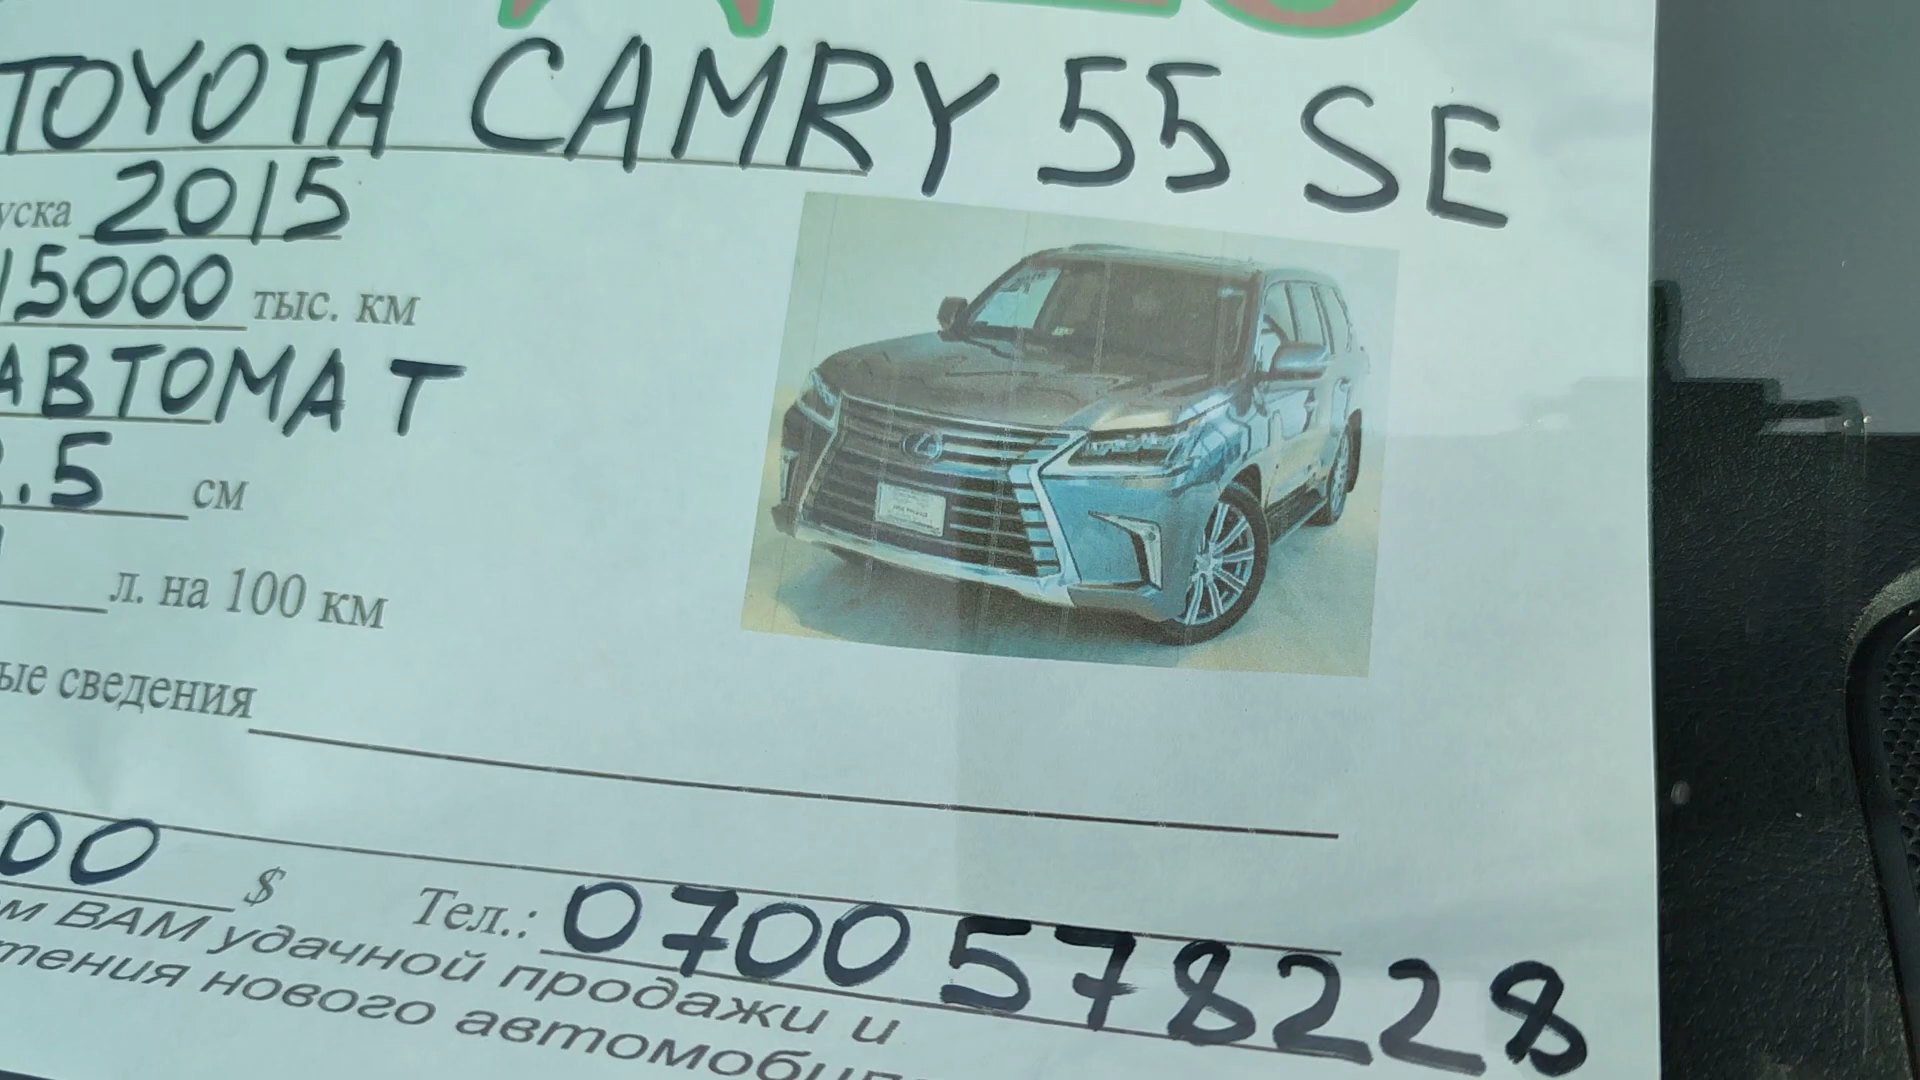 TOYOTA CAMRY 55 SE
уска 2015
15000 тыс. км
АВТОМАТ
.5 см
л. на 100 км
ые сведения
00 $ Тел.: 0700 578228
м ВАМ удачной продажи и
тения нового автомоби